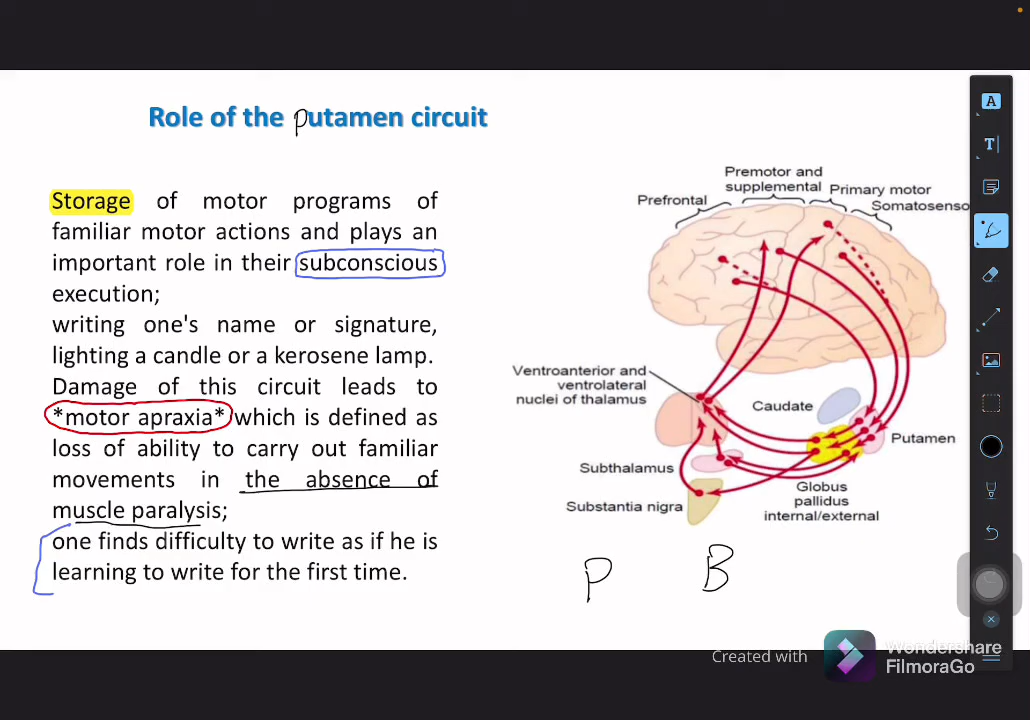 Role of the putamen circuit
Storage of motor programs of
familiar motor actions and plays an
important role in their subconscious
execution;
writing one's name or signature,
lighting a candle or a kerosene lamp.
Damage of this circuit leads to
*motor apraxia* which is defined as
loss of ability to carry out familiar
movements in the absence of
muscle paralysis;
one finds difficulty to write as if he is
learning to write for the first time.
Prefrontal
Premotor and
supplemental
Primary motor
Somatosenso
Ventroanterior and
ventrolateral
nuclei of thalamus
Caudate
Putamen
Subthalamus
Globus
pallidus
internal/external
Substantia nigra
P B
A
T
Created with
Wondershare
FilmoraGo